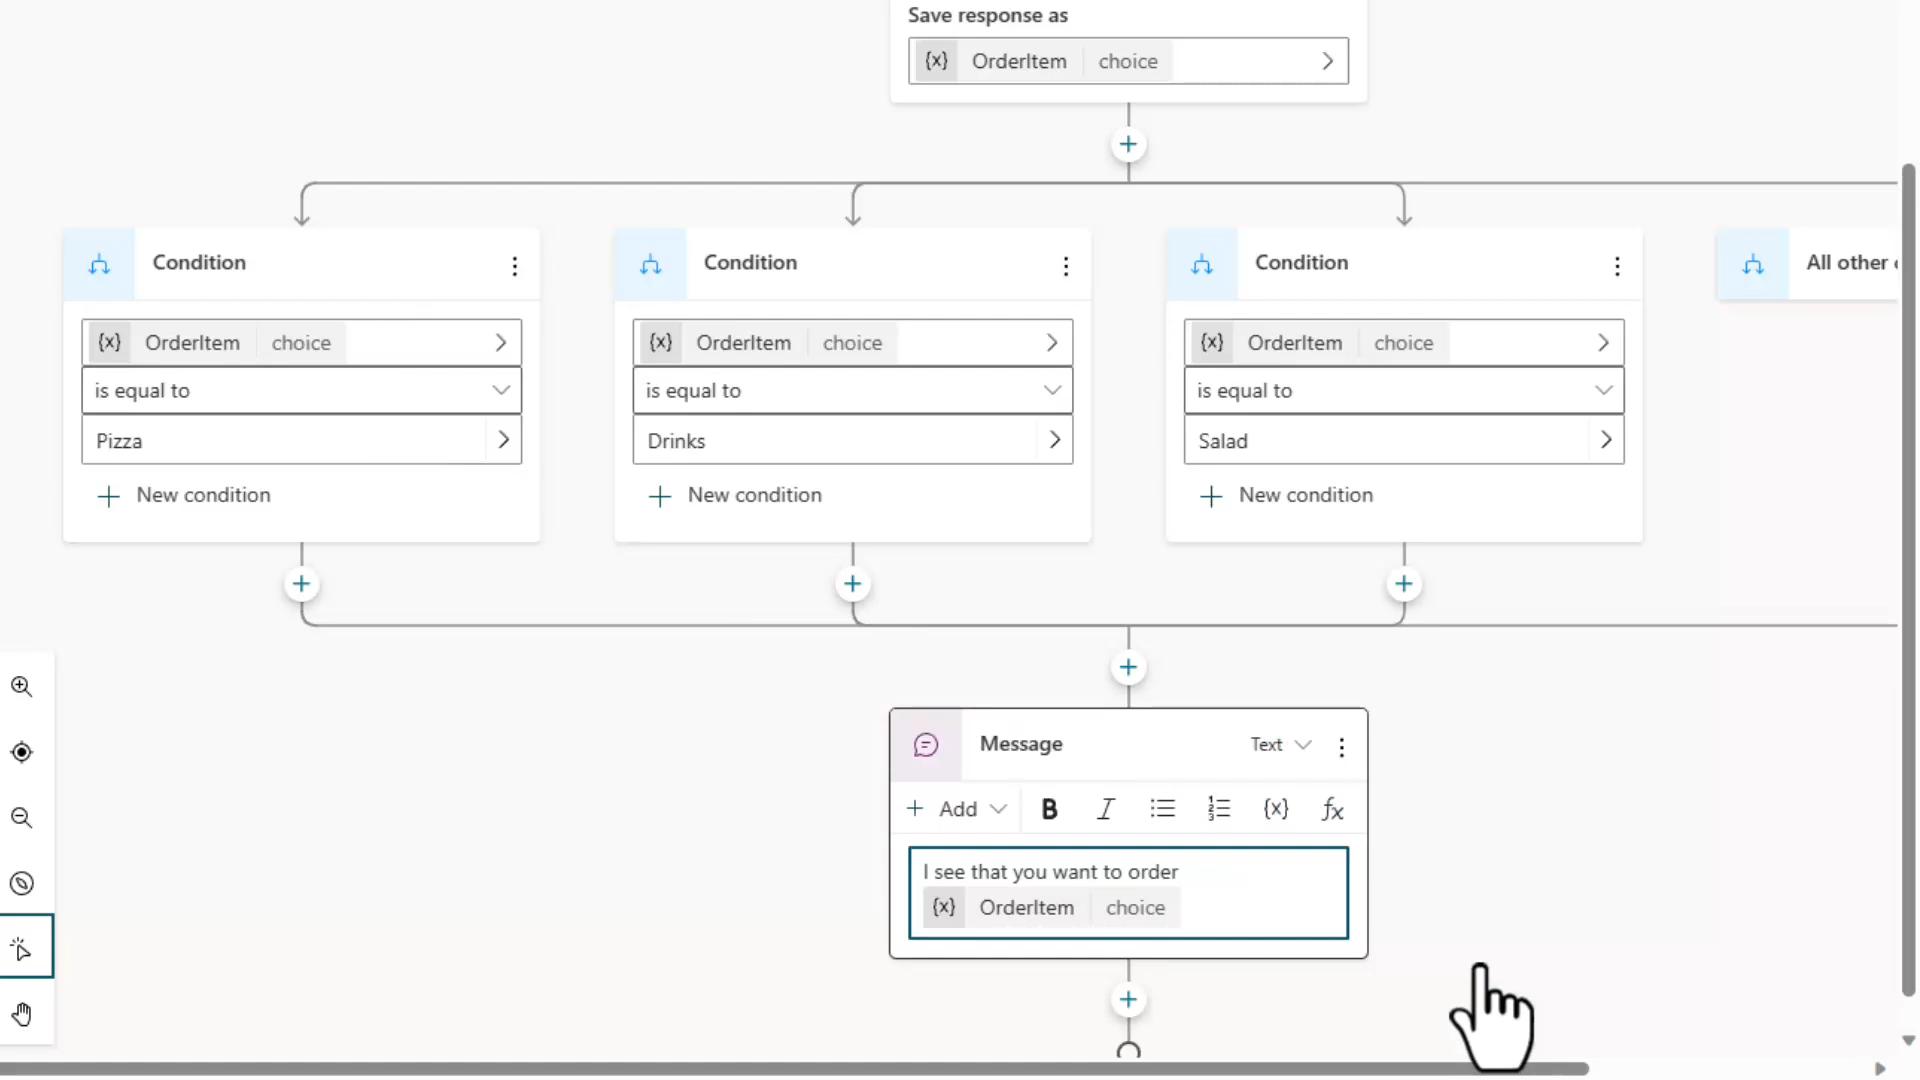 Save response as
{x} OrderItem choice
Condition
Condition
Condition
All other
{x} OrderItem choice
{x} OrderItem choice
{x} OrderItem choice
is equal to
is equal to
is equal to
Pizza
Drinks
Salad
New condition
New condition
New condition
Message Text
Add B I {x} fx
I see that you want to order
{x} OrderItem choice